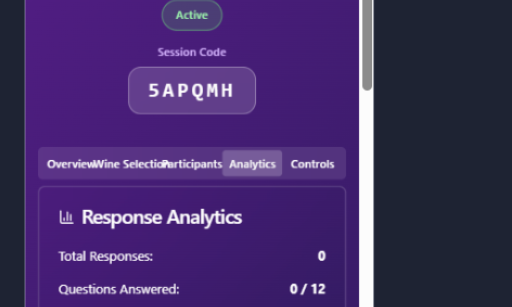 Active
Session Code
5APQMH
Overview Wine Selection Participants Analytics Controls
Response Analytics
Total Responses: 0
Questions Answered: 0 / 12